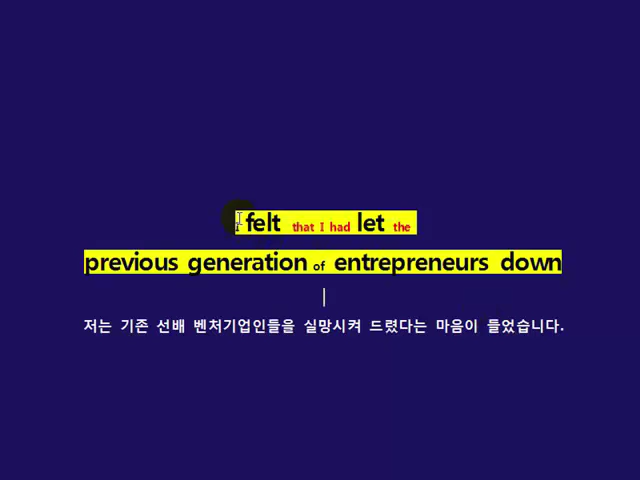 I felt that I had let the
previous generation of entrepreneurs down
저는 기존 선배 벤처기업인들을 실망시켜 드렸다는 마음이 들었습니다.